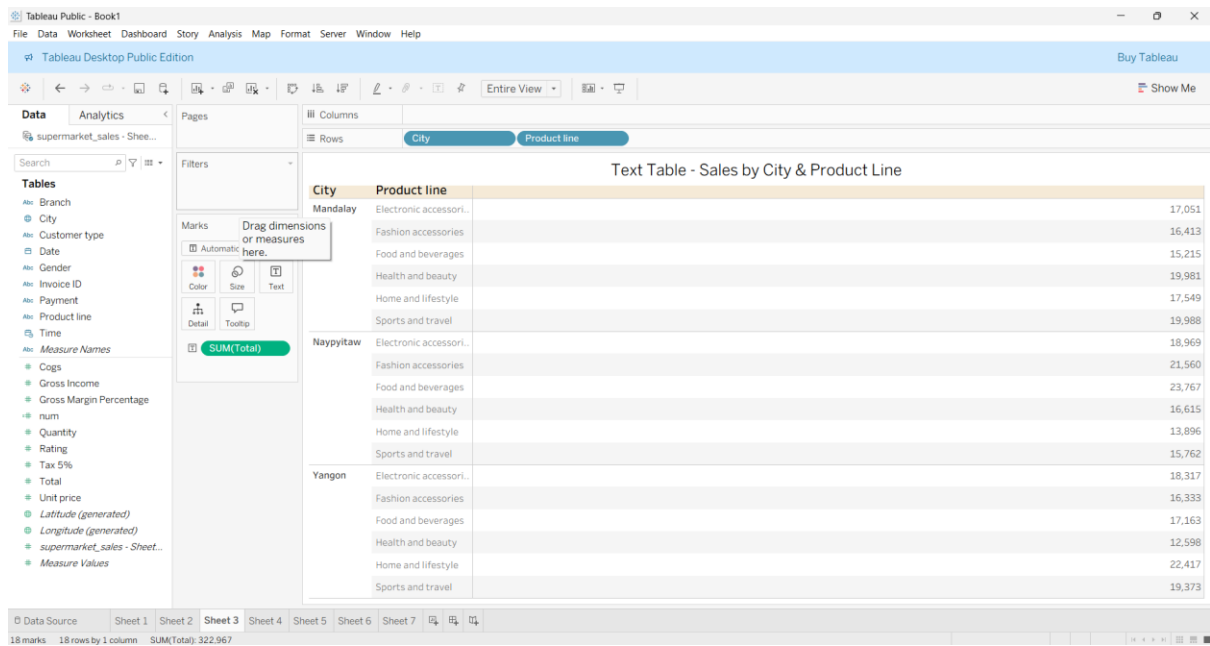 Tableau Public - Book1
File Data Worksheet Dashboard Story Analysis Map Format Server Window Help
Tableau Desktop Public Edition
Buy Tableau
Entire View
Show Me
Data Analytics
Pages
Columns
supermarket_sales - Shee...
Rows
City
Product line
Search
Filters
Text Table - Sales by City & Product Line
Tables
City Product line
Abc Branch
City
Abc Customer type
Date
Abc Gender
Abc Invoice ID
Abc Payment
Abc Product line
Time
Abc Measure Names
Cogs
Gross Income
Gross Margin Percentage
num
Quantity
Rating
Tax 5%
Total
Unit price
Latitude (generated)
Longitude (generated)
supermarket_sales - Sheet...
Measure Values
Marks
Drag dimensions
or measures
here.
Automatic
Color Size Text
Detail Tooltip
SUM(Total)
Mandalay Electronic accessori.. 17,051
Fashion accessories 16,413
Food and beverages 15,215
Health and beauty 19,981
Home and lifestyle 17,549
Sports and travel 19,988
Naypyitaw Electronic accessori.. 18,969
Fashion accessories 21,560
Food and beverages 23,767
Health and beauty 16,615
Home and lifestyle 13,896
Sports and travel 15,762
Yangon Electronic accessori.. 18,317
Fashion accessories 16,333
Food and beverages 17,163
Health and beauty 12,598
Home and lifestyle 22,417
Sports and travel 19,373
Data Source Sheet 1 Sheet 2 Sheet 3 Sheet 4 Sheet 5 Sheet 6 Sheet 7
18 marks 18 rows by 1 column SUM(Total): 322,967